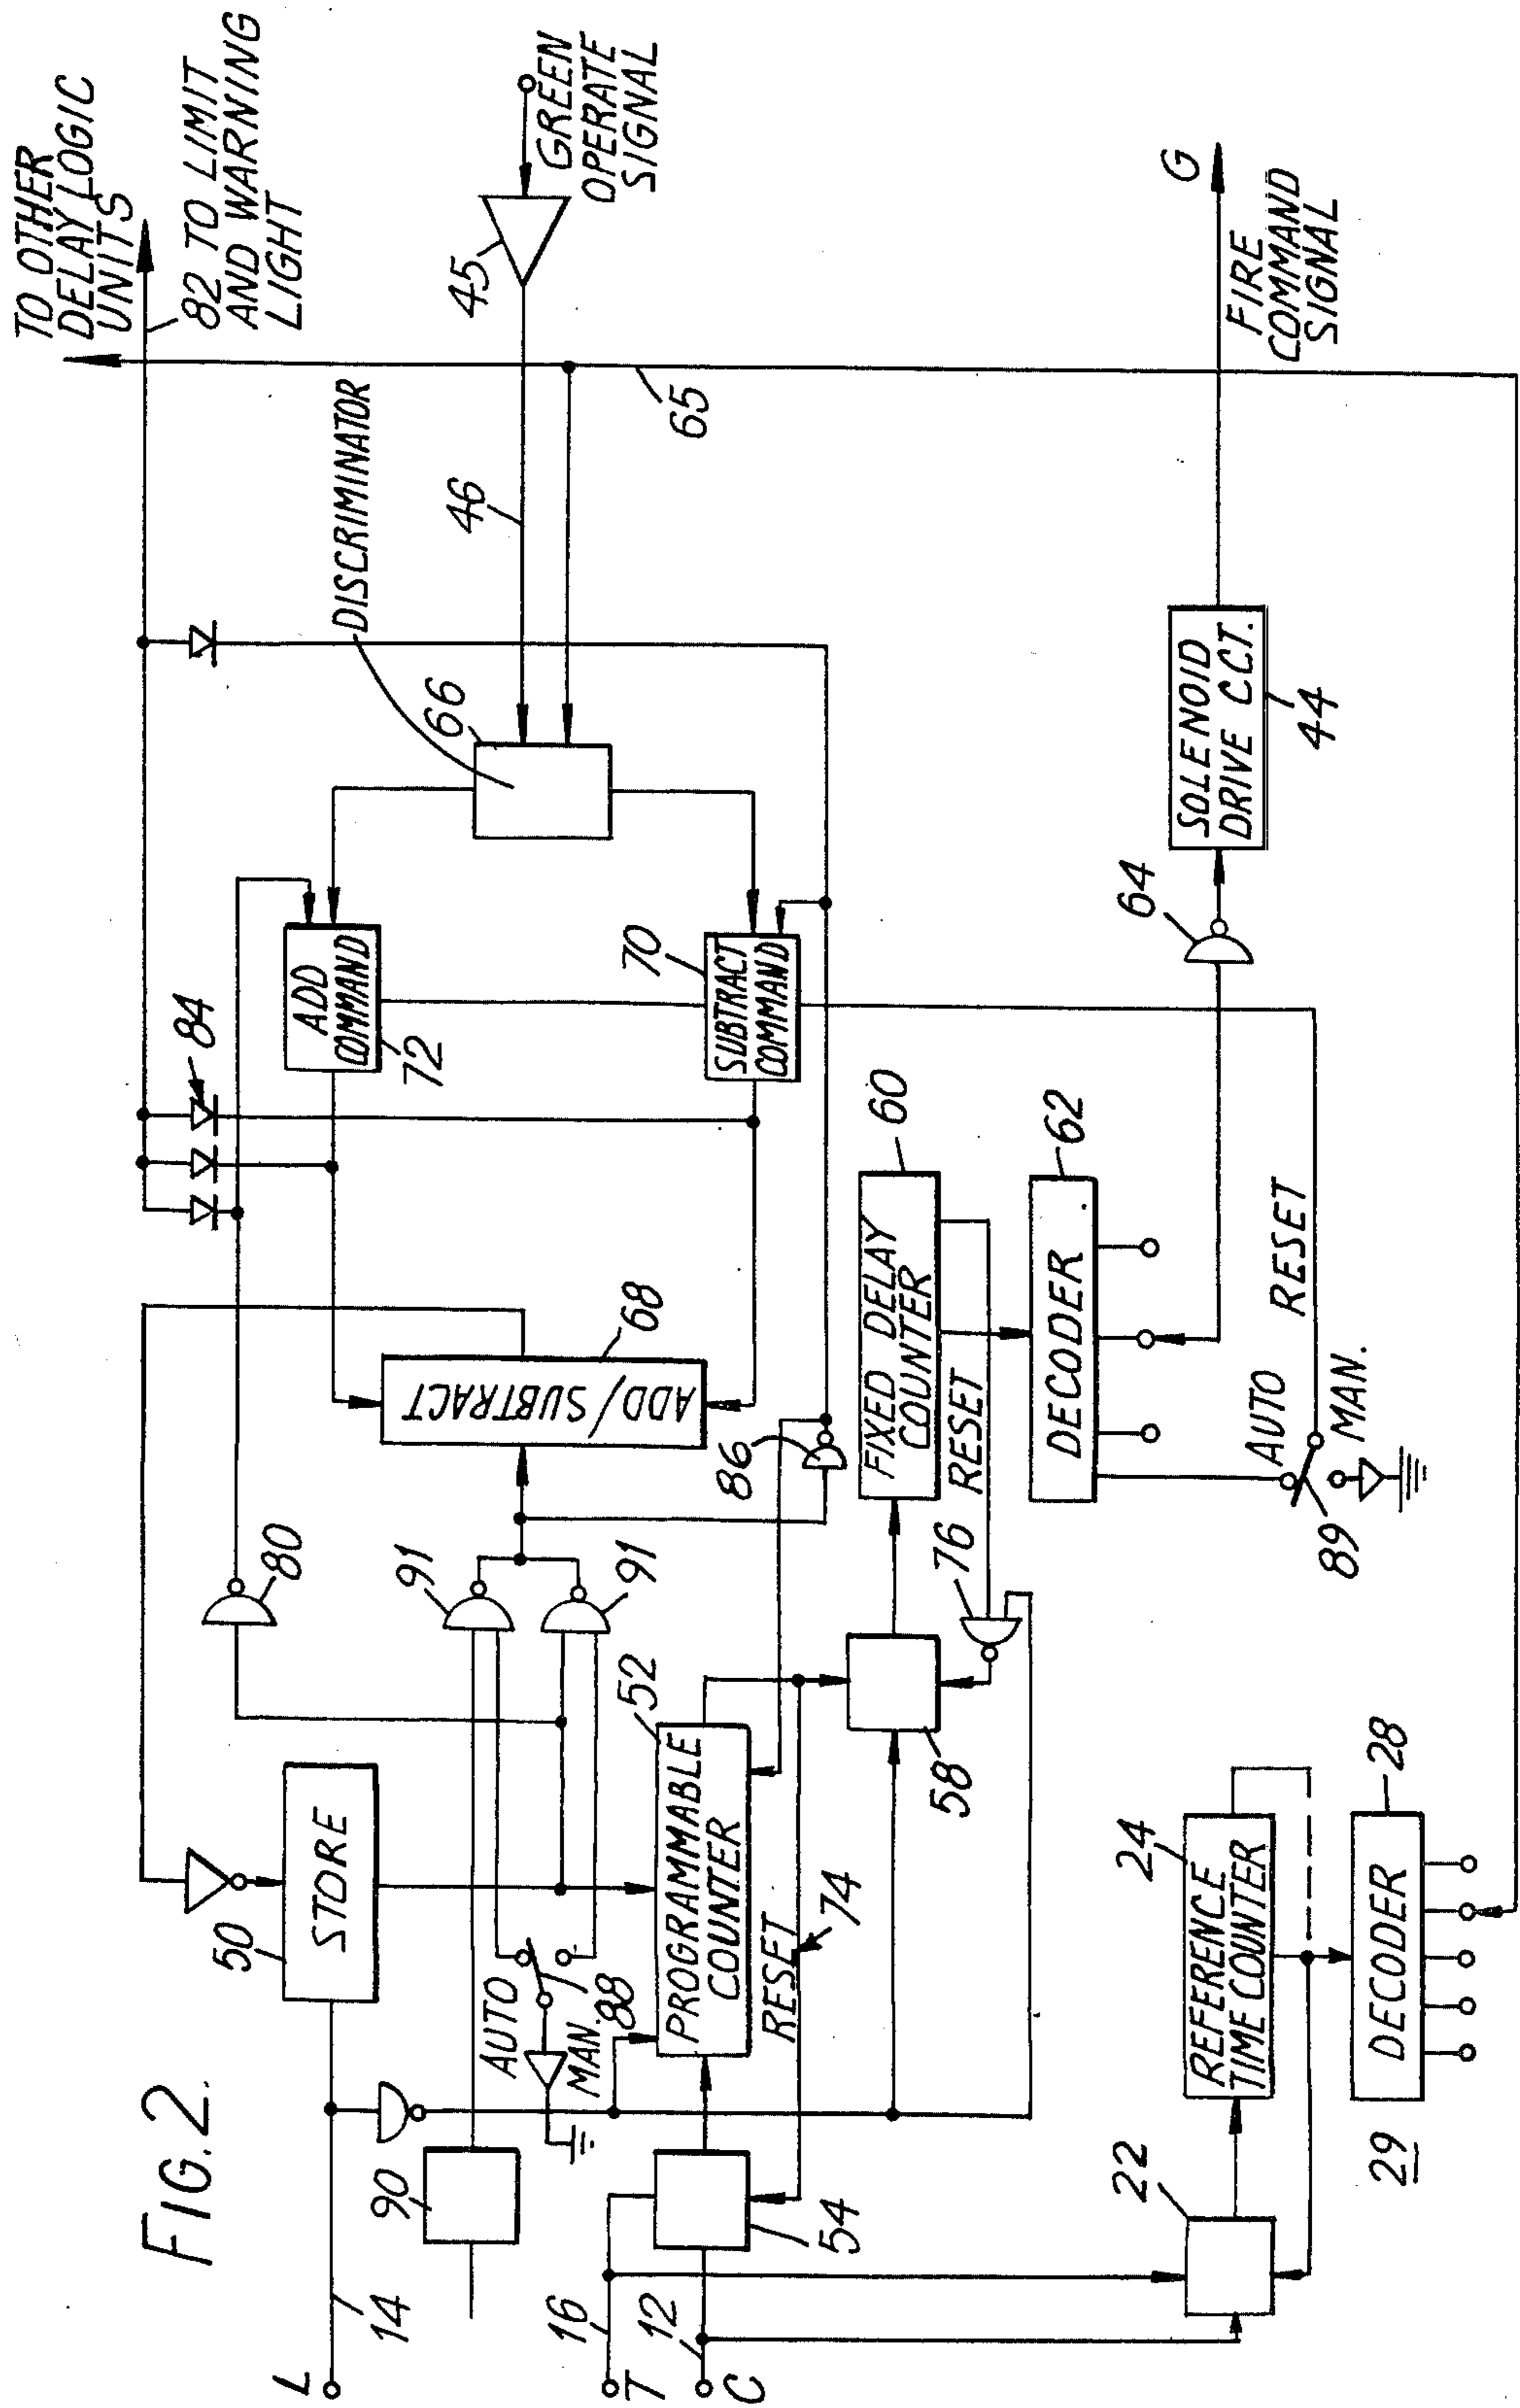 FIG. 2.
TO OTHER
DELAY LOGIC
UNITS
82 TO LIMIT
AND WARNING
LIGHT
GREEN
OPERATE
SIGNAL
45
46
DISCRIMINATOR
66
65
84
ADD
COMMAND
72
70
SUBTRACT
COMMAND
68
ADD/SUBTRACT
80
91
91
86
50
STORE
L
14
90
AUTO
MAN.
88
52
PROGRAMMABLE
COUNTER
RESET
74
54
16
T
12
C
58
76
60
FIXED DELAY
COUNTER
RESET
62
DECODER
AUTO
MAN.
89
RESET
64
SOLENOID
DRIVE CCT.
44
G
FIRE
COMMAND
SIGNAL
22
24
REFERENCE
TIME COUNTER
28
DECODER
29